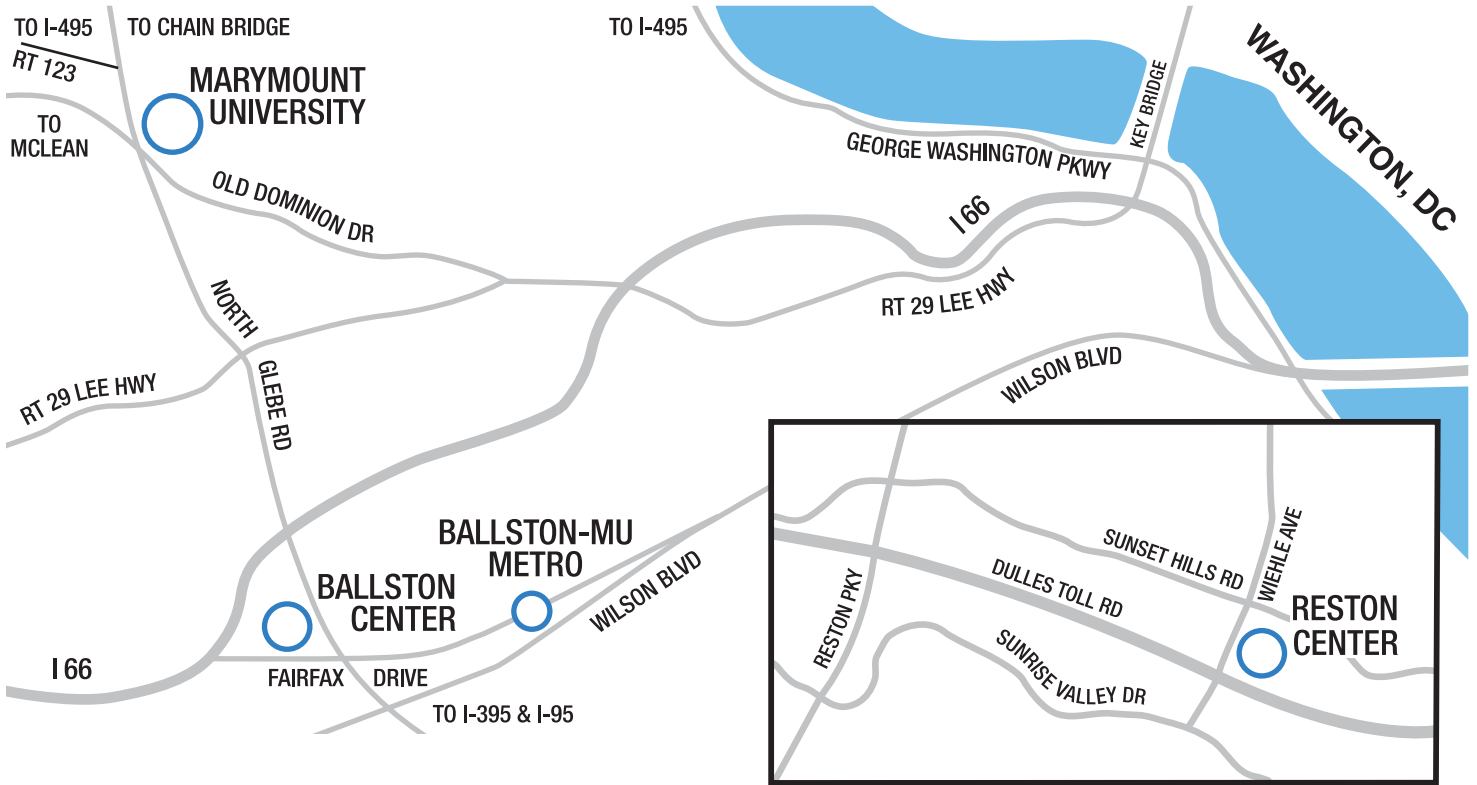 TO I-495
TO CHAIN BRIDGE
RT 123
MARYMOUNT
UNIVERSITY
TO
MCLEAN
OLD DOMINION DR
TO I-495
KEY BRIDGE
WASHINGTON, DC
GEORGE WASHINGTON PKWY
I 66
RT 29 LEE HWY
NORTH
GLEBE RD
RT 29 LEE HWY
WILSON BLVD
BALLSTON-MU
METRO
BALLSTON
CENTER
WILSON BLVD
I 66
FAIRFAX DRIVE
TO I-395 & I-95
SUNSET HILLS RD
WIEHLE AVE
DULLES TOLL RD
RESTON PKY
RESTON
CENTER
SUNRISE VALLEY DR